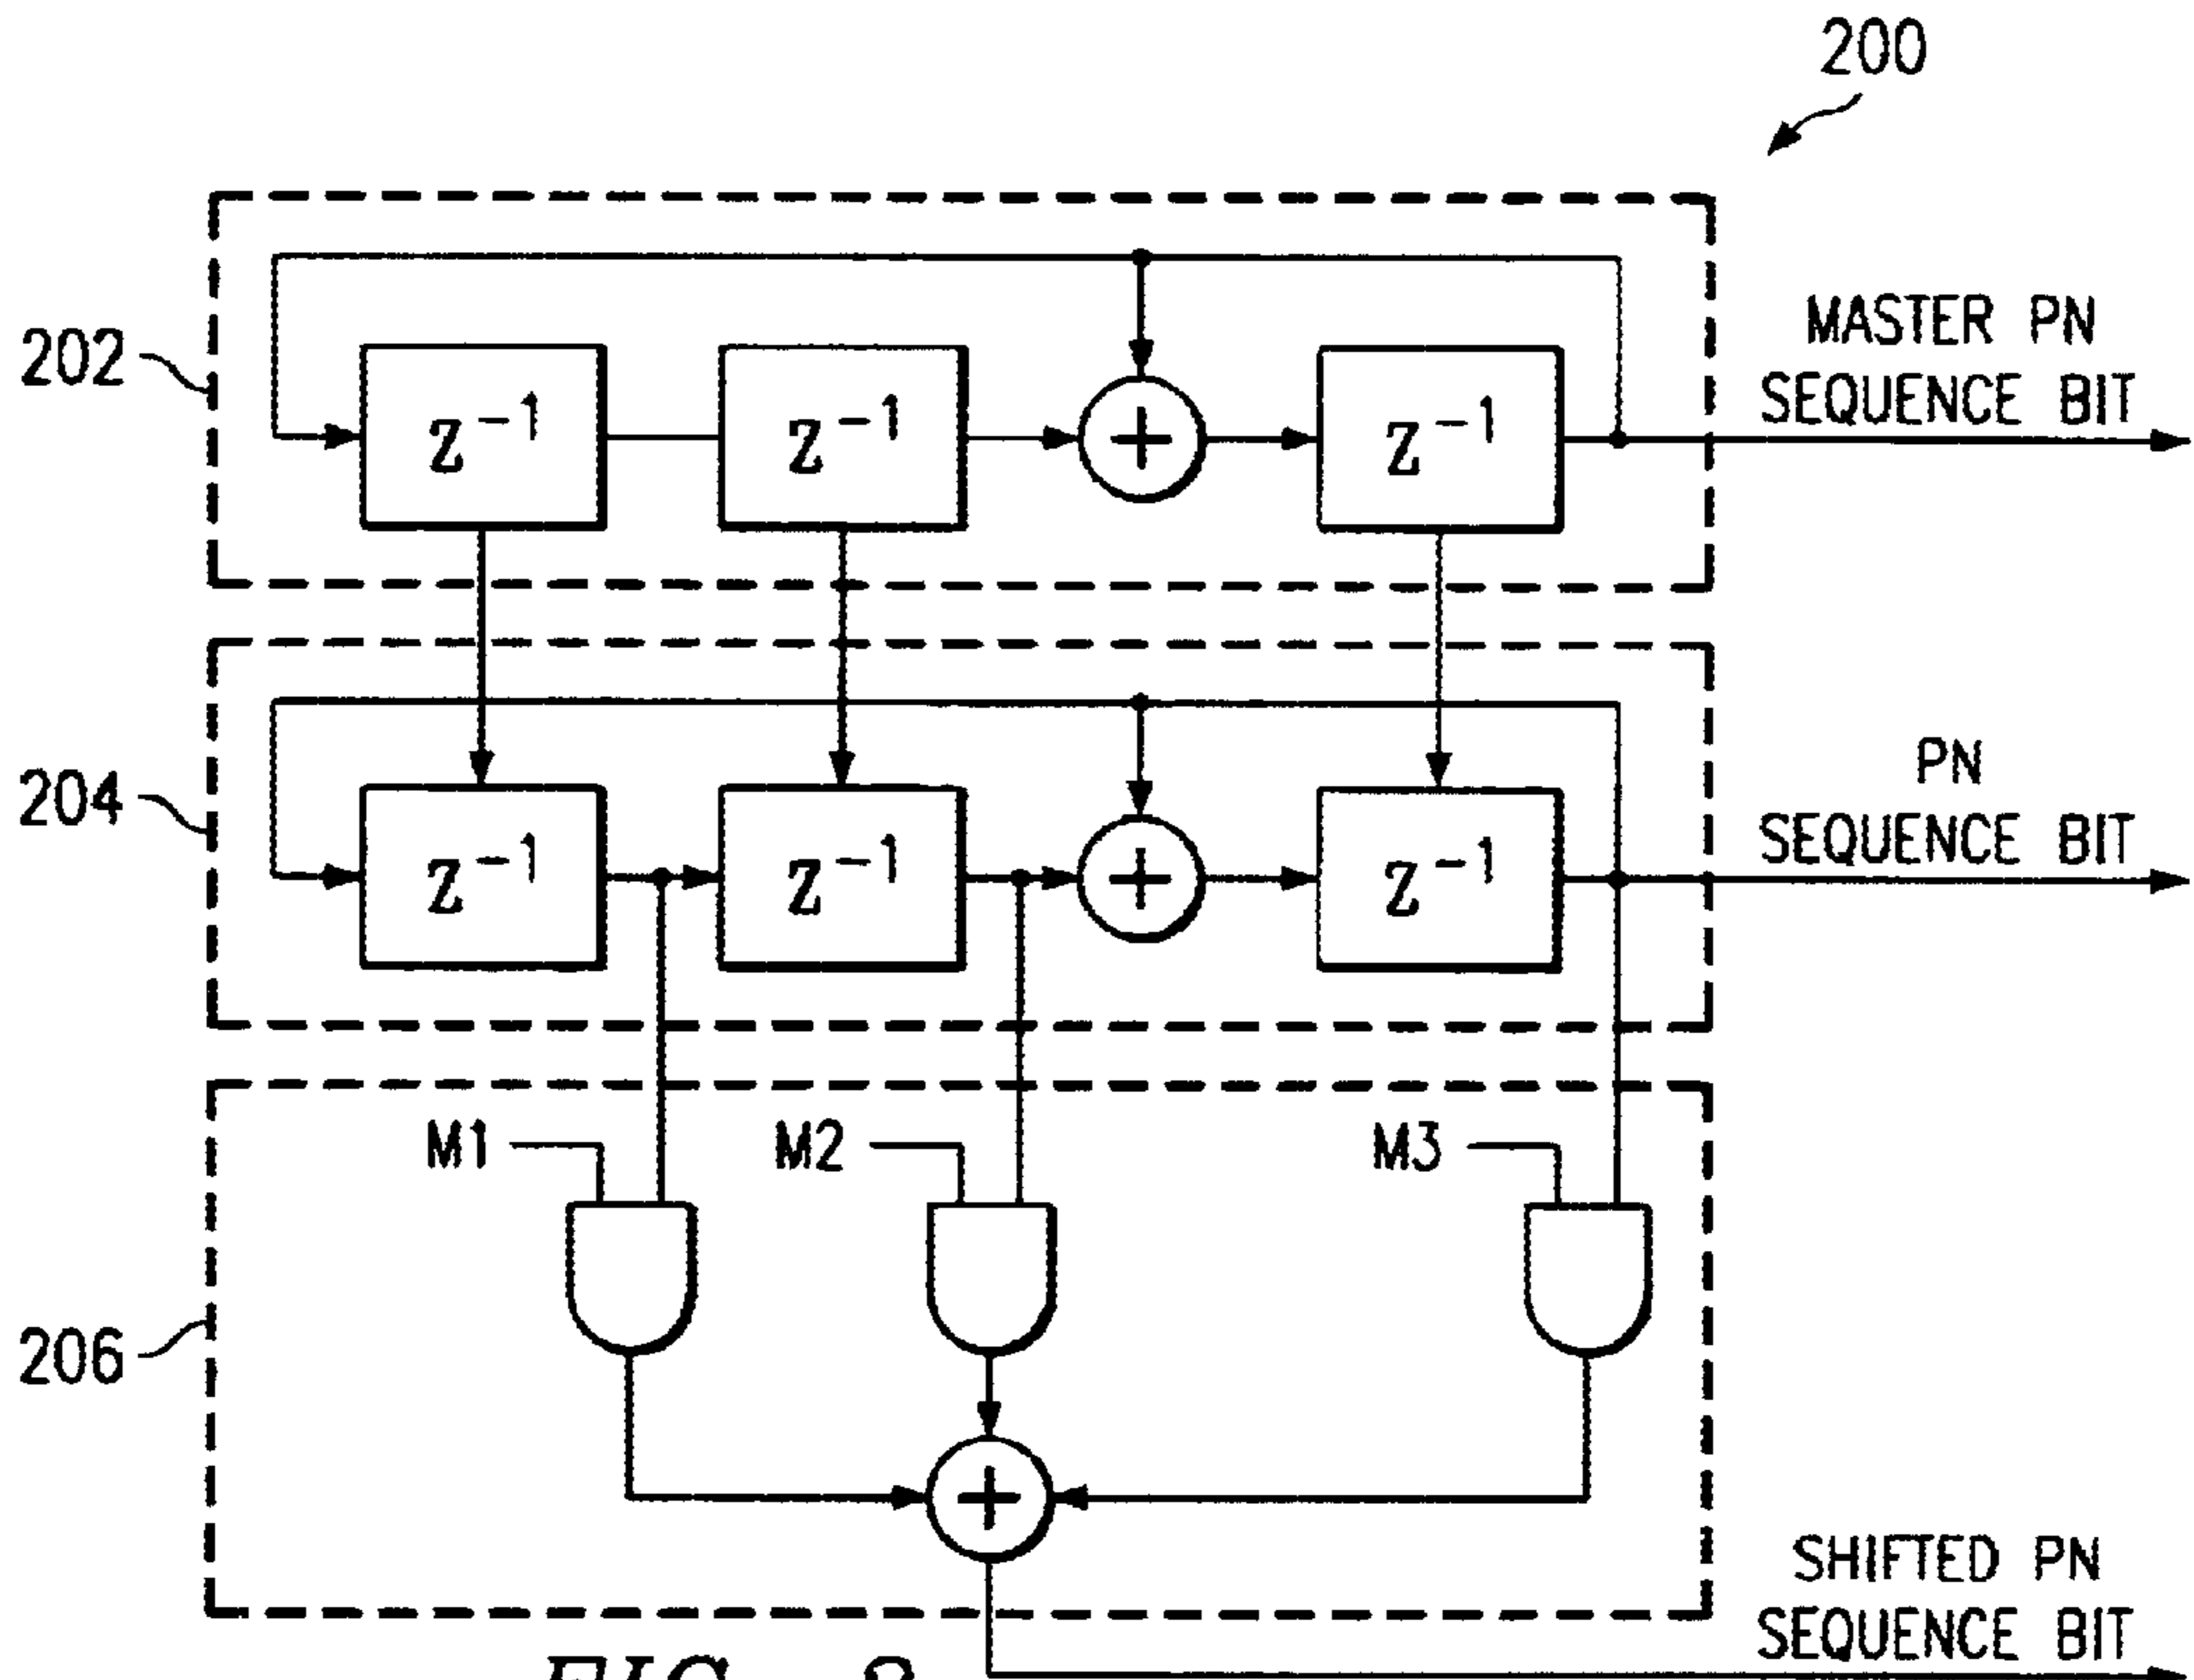 200
202
Z⁻¹
Z⁻¹
+
Z⁻¹
MASTER PN
SEQUENCE BIT
204
Z⁻¹
Z⁻¹
+
Z⁻¹
PN
SEQUENCE BIT
206
M1
M2
M3
+
SHIFTED PN
SEQUENCE BIT